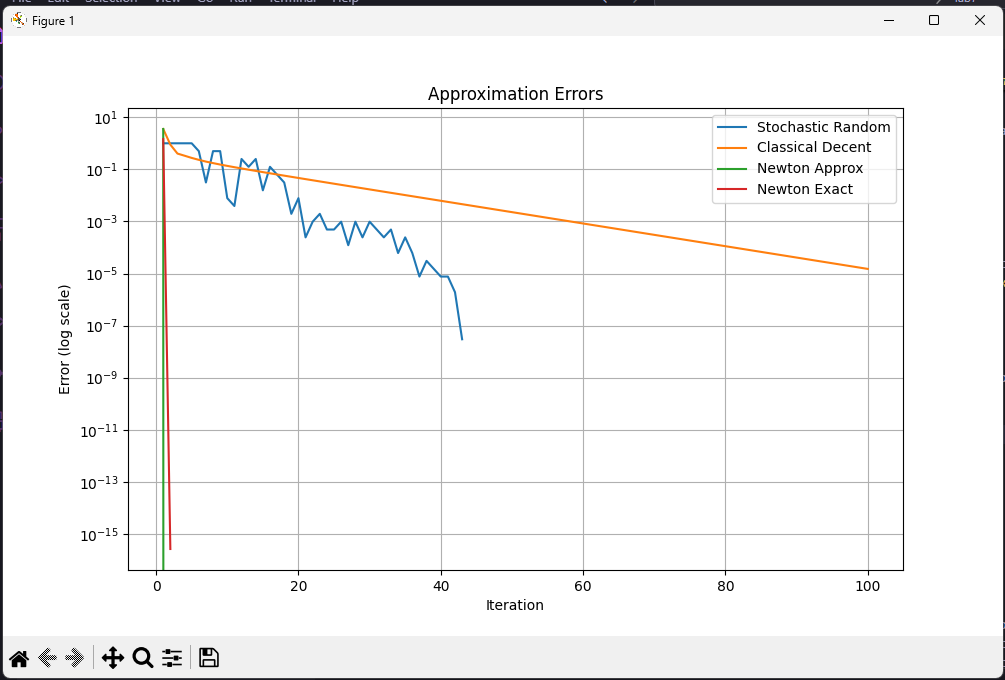 Figure 1
Approximation Errors
Stochastic Random
Classical Decent
Newton Approx
Newton Exact
Error (log scale)
10¹
10⁻¹
10⁻³
10⁻⁵
10⁻⁷
10⁻⁹
10⁻¹¹
10⁻¹³
10⁻¹⁵
0 20 40 60 80 100
Iteration